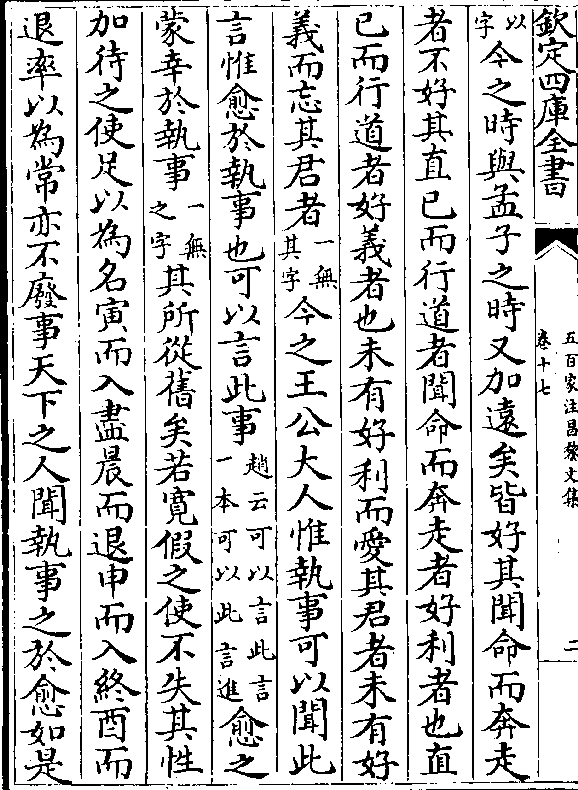 欽定四庫全書
五百家注昌黎文集
卷十七
二
以字今之時與孟子之時又加遠矣皆好其聞命而奔走
者不好其直已而行道者聞命而奔走者好利者也直
已而行道者好義者也未有好利而愛其君者未有好
義而忘其君者一無其字今之王公大人惟執事可以聞此
言惟愈於執事也可以言此事趙云可以言此言一本可以此言進愈之
蒙幸於執事一無之字其所從舊矣若寛假之使不失其性
加待之使足以為名寅而入盡晨而退申而入終酉而
退率以為常亦不廢事天下之人聞執事之於愈如是